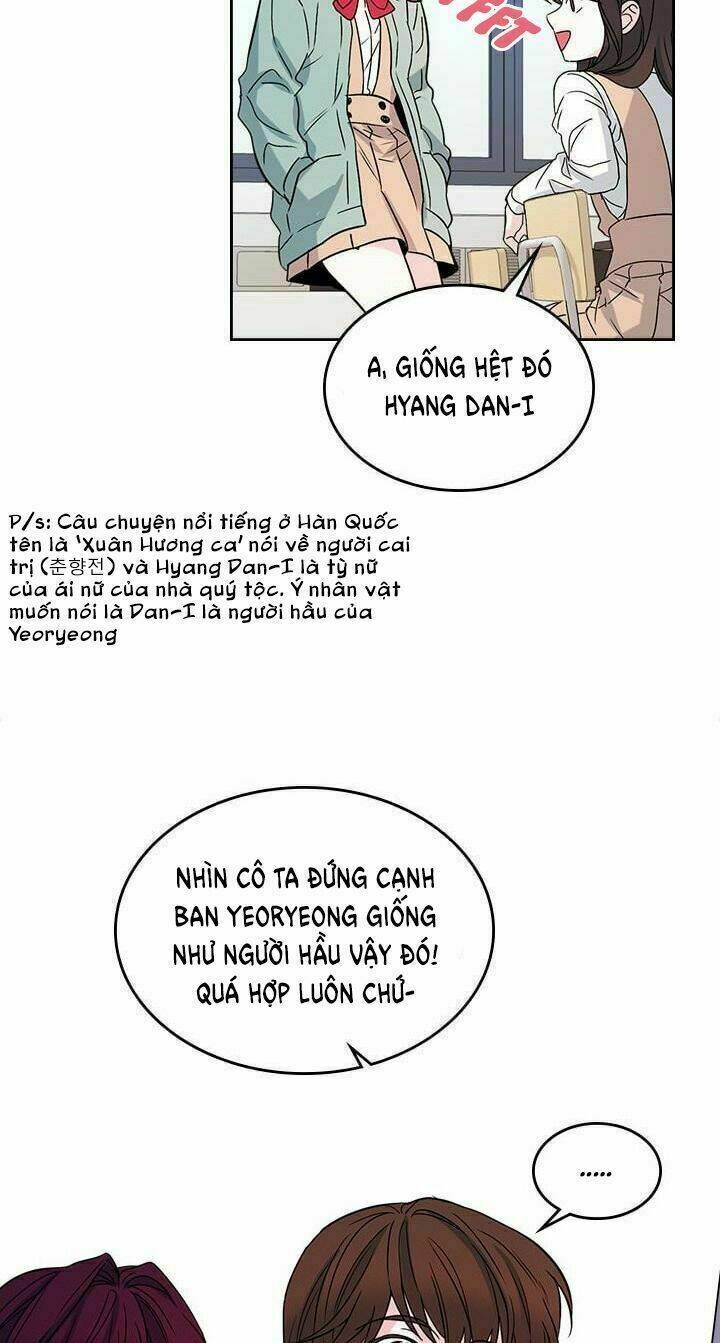 PFFT
A, GIỐNG HỆT ĐÓ
HYANG DAN-I
P/s: Câu chuyện nổi tiếng ở Hàn Quốc
tên là 'Xuân Hương ca' nói về người cai
trị (춘향전) và Hyang Dan-I là tỳ nữ
của ái nữ của nhà quý tộc. Ý nhân vật
muốn nói là Dan-I là người hầu của
Yeoryeong
NHÌN CÔ TA ĐỨNG CẠNH
BAN YEORYEONG GIỐNG
NHƯ NGƯỜI HẦU VẬY ĐÓ!
QUÁ HỢP LUÔN CHỨ-
.....